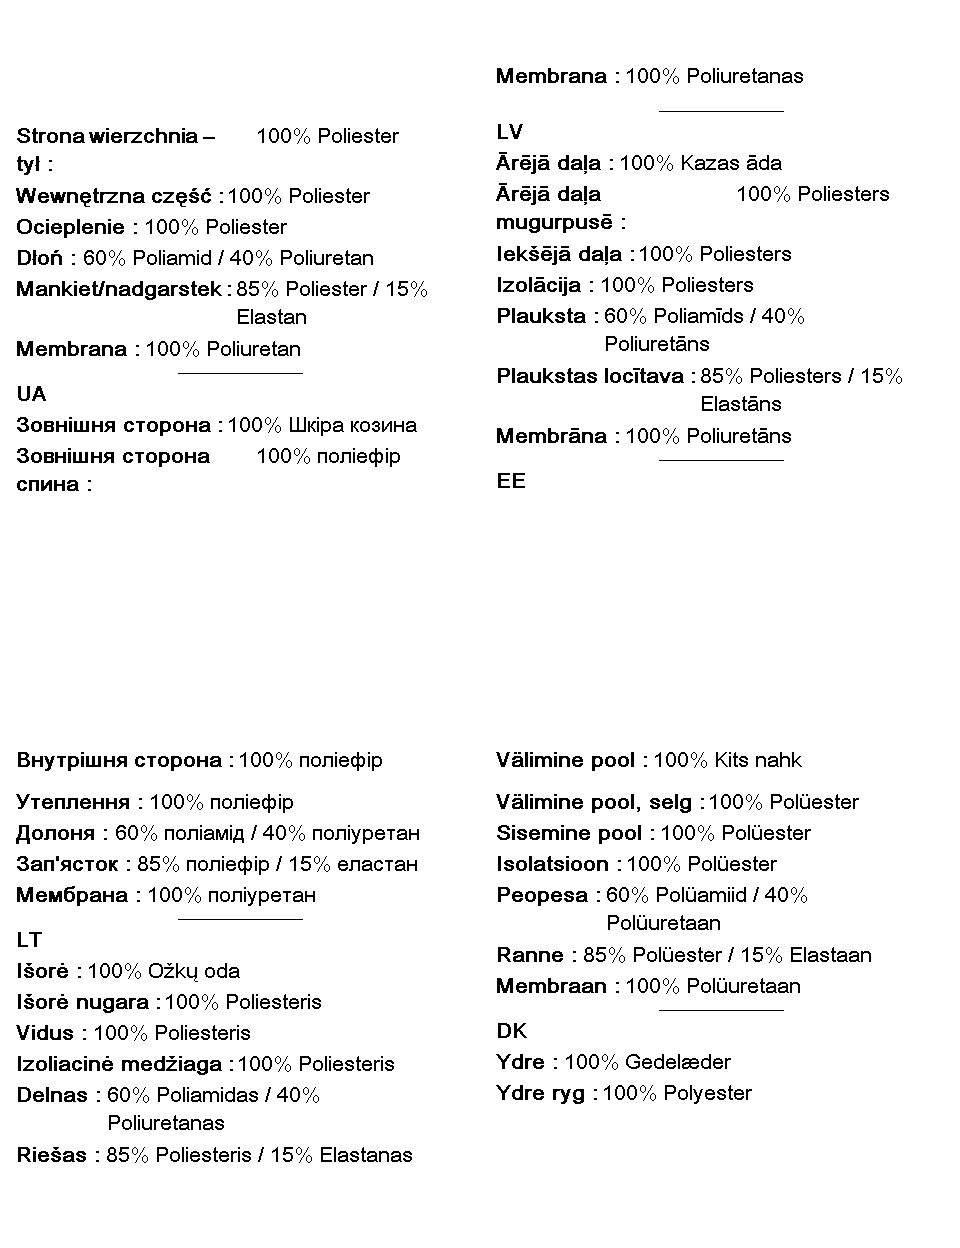 Strona wierzchnia – 100% Poliester
tył :
Wewnętrzna część : 100% Poliester
Ocieplenie : 100% Poliester
Dłoń : 60% Poliamid / 40% Poliuretan
Mankiet/nadgarstek : 85% Poliester / 15%
Elastan
Membrana : 100% Poliuretan
UA
Зовнішня сторона : 100% Шкіра козина
Зовнішня сторона 100% поліефір
спина :
Внутрішня сторона : 100% поліефір
Утеплення : 100% поліефір
Долоня : 60% поліамід / 40% поліуретан
Зап'ясток : 85% поліефір / 15% еластан
Мембрана : 100% поліуретан
LT
Išorė : 100% Ožkų oda
Išorė nugara : 100% Poliesteris
Vidus : 100% Poliesteris
Izoliacinė medžiaga : 100% Poliesteris
Delnas : 60% Poliamidas / 40%
Poliuretanas
Riešas : 85% Poliesteris / 15% Elastanas
Membrana : 100% Poliuretanas
LV
Ārējā daļa : 100% Kazas āda
Ārējā daļa 100% Poliesters
mugurpusē :
Iekšējā daļa : 100% Poliesters
Izolācija : 100% Poliesters
Plauksta : 60% Poliamīds / 40%
Poliuretāns
Plaukstas locītava : 85% Poliesters / 15%
Elastāns
Membrāna : 100% Poliuretāns
EE
Välimine pool : 100% Kits nahk
Välimine pool, selg : 100% Polüester
Sisemine pool : 100% Polüester
Isolatsioon : 100% Polüester
Peopesa : 60% Polüamiid / 40%
Polüuretaan
Ranne : 85% Polüester / 15% Elastaan
Membraan : 100% Polüuretaan
DK
Ydre : 100% Gedelæder
Ydre ryg : 100% Polyester